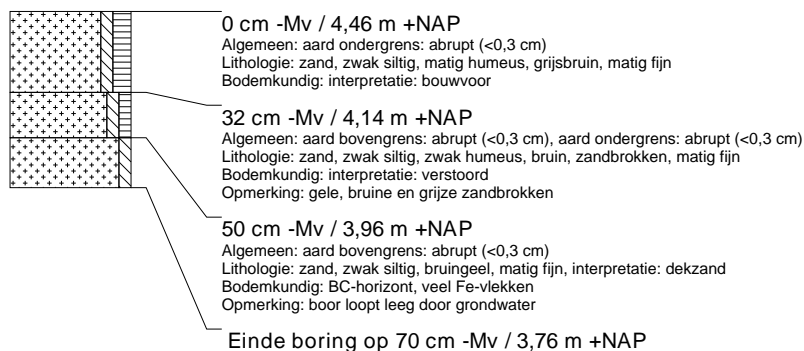 0 cm -Mv / 4,46 m +NAP
Algemeen: aard ondergrens: abrupt (<0,3 cm)
Lithologie: zand, zwak siltig, matig humeus, grijsbruin, matig fijn
Bodemkundig: interpretatie: bouwvoor
32 cm -Mv / 4,14 m +NAP
Algemeen: aard bovengrens: abrupt (<0,3 cm), aard ondergrens: abrupt (<0,3 cm)
Lithologie: zand, zwak siltig, zwak humeus, bruin, zandbrokken, matig fijn
Bodemkundig: interpretatie: verstoord
Opmerking: gele, bruine en grijze zandbrokken
50 cm -Mv / 3,96 m +NAP
Algemeen: aard bovengrens: abrupt (<0,3 cm)
Lithologie: zand, zwak siltig, bruingeel, matig fijn, interpretatie: dekzand
Bodemkundig: BC-horizont, veel Fe-vlekken
Opmerking: boor loopt leeg door grondwater
Einde boring op 70 cm -Mv / 3,76 m +NAP